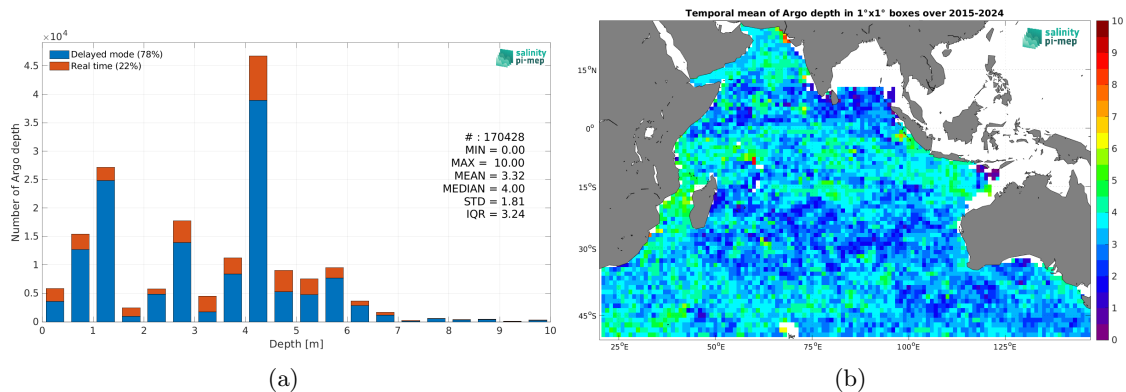 ×10⁴
4.5
4
3.5
3
2.5
2
1.5
1
0.5
0
Number of Argo depth
Delayed mode (78%)
Real time (22%)
salinity
pi-mep
# : 170428
MIN = 0.00
MAX = 10.00
MEAN = 3.32
MEDIAN = 4.00
STD = 1.81
IQR = 3.24
0 1 2 3 4 5 6 7 8 9 10
Depth [m]
(a)
Temporal mean of Argo depth in 1°x1° boxes over 2015-2024
salinity
pi-mep
15°N
0°
15°S
30°S
45°S
25°E 50°E 75°E 100°E 125°E
10
9
8
7
6
5
4
3
2
1
0
(b)